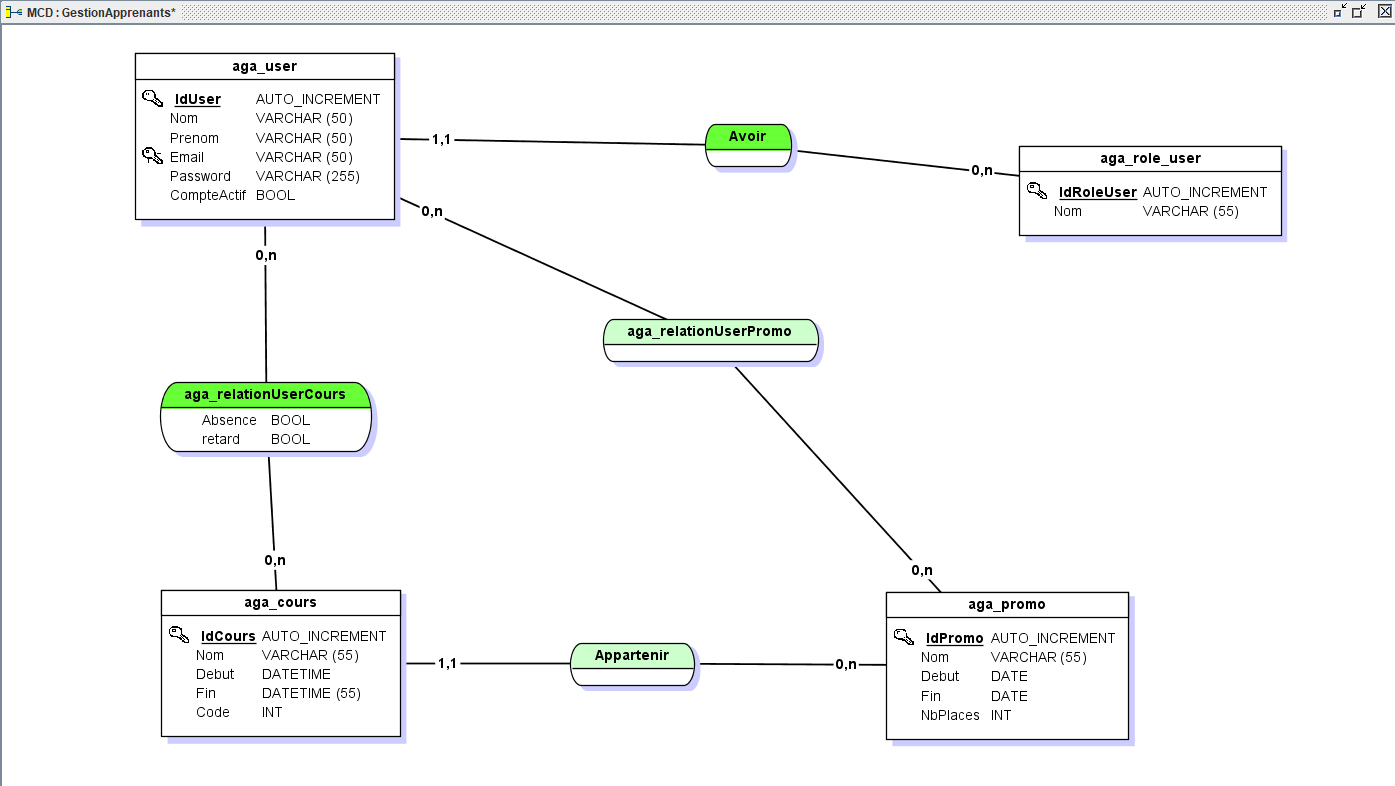 MCD : GestionApprenants*
aga_user
IdUser AUTO_INCREMENT
Nom VARCHAR (50)
Prenom VARCHAR (50)
Email VARCHAR (50)
Password VARCHAR (255)
CompteActif BOOL
1,1
Avoir
0,n
aga_role_user
IdRoleUser AUTO_INCREMENT
Nom VARCHAR (55)
0,n
0,n
aga_relationUserPromo
aga_relationUserCours
Absence BOOL
retard BOOL
0,n
0,n
aga_cours
IdCours AUTO_INCREMENT
Nom VARCHAR (55)
Debut DATETIME
Fin DATETIME (55)
Code INT
1,1
Appartenir
0,n
aga_promo
IdPromo AUTO_INCREMENT
Nom VARCHAR (55)
Debut DATE
Fin DATE
NbPlaces INT